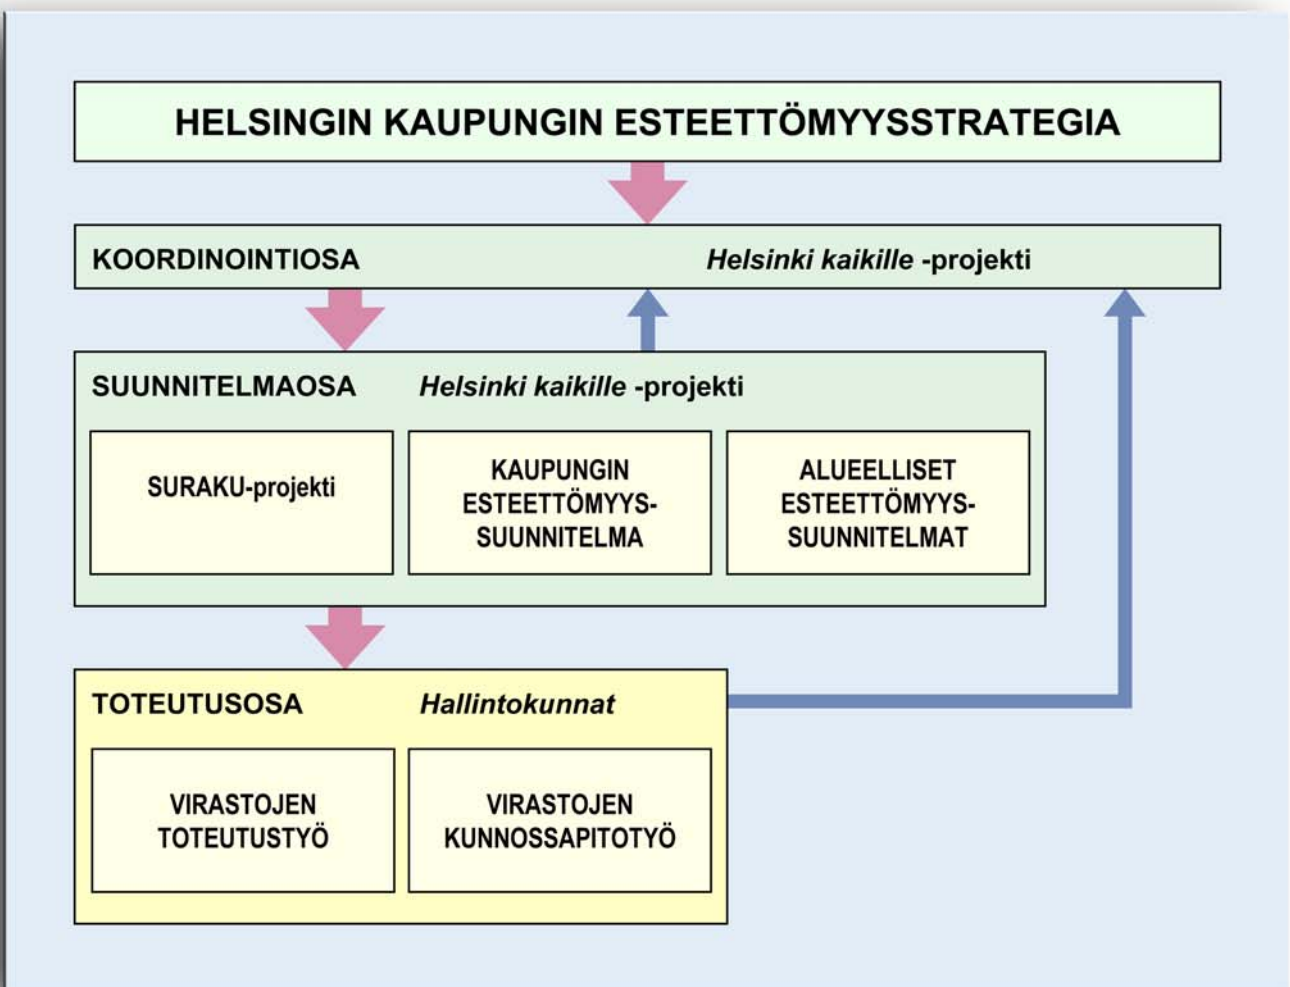 HELSINGIN KAUPUNGIN ESTEETTÖMYYSSTRATEGIA
KOORDINOINTIOSA Helsinki kaikille -projekti
SUUNNITELMAOSA Helsinki kaikille -projekti
SURAKU-projekti
KAUPUNGIN
ESTEETTÖMYYS-
SUUNNITELMA
ALUEELLISET
ESTEETTÖMYYS-
SUUNNITELMAT
TOTEUTUSOSA Hallintokunnat
VIRASTOJEN
TOTEUTUSTYÖ
VIRASTOJEN
KUNNOSSAPITOTYÖ